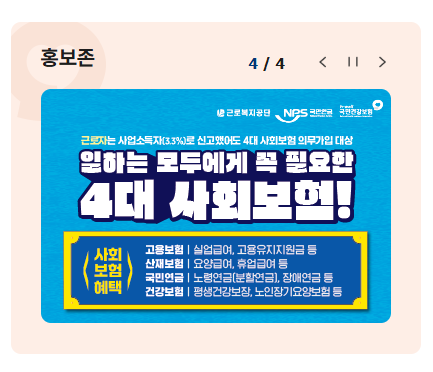 홍보존
4 / 4
근로복지공단 NPS 국민연금 국민건강보험
근로자는 사업소득자(3.3%)로 신고했어도 4대 사회보험 의무가입 대상
일하는 모두에게 꼭 필요한
4대 사회보험!
사회
보험
혜택
고용보험 | 실업급여, 고용유지지원금 등
산재보험 | 요양급여, 휴업급여 등
국민연금 | 노령연금(분할연금), 장애연금 등
건강보험 | 평생건강보장, 노인장기요양보험 등